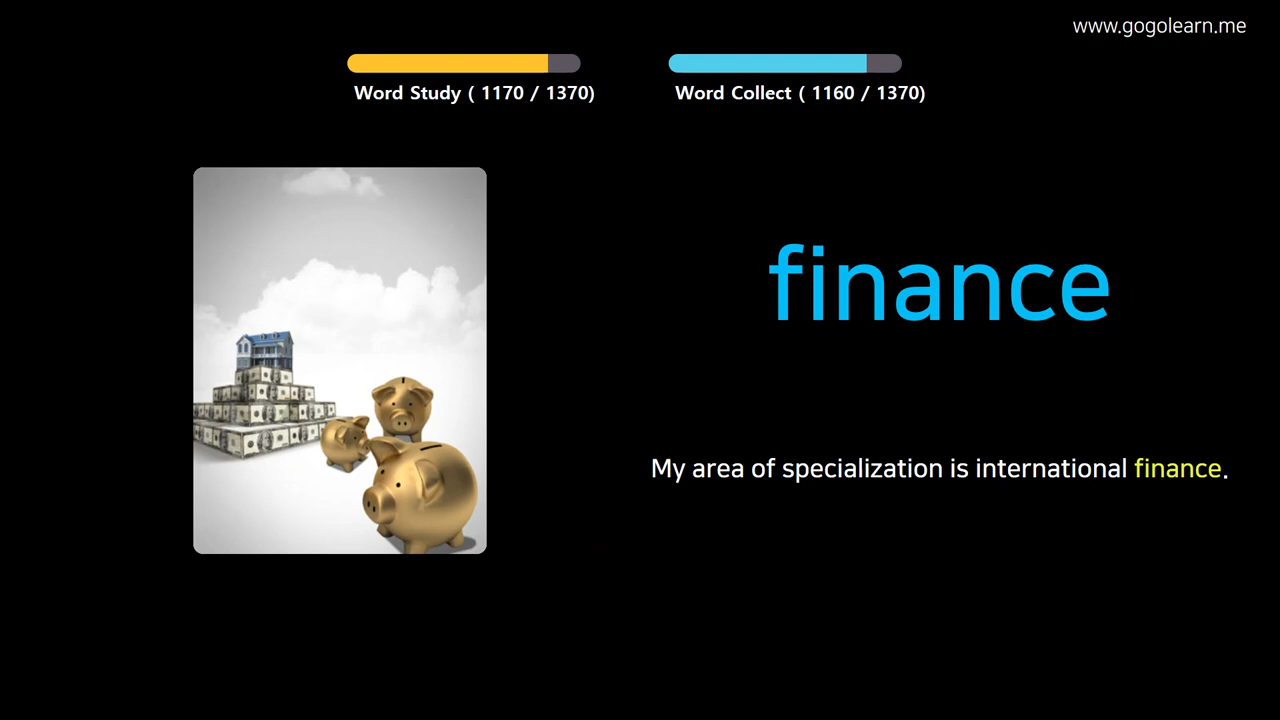 www.gogolearn.me
Word Study ( 1170 / 1370)
Word Collect ( 1160 / 1370)
finance
My area of specialization is international finance.